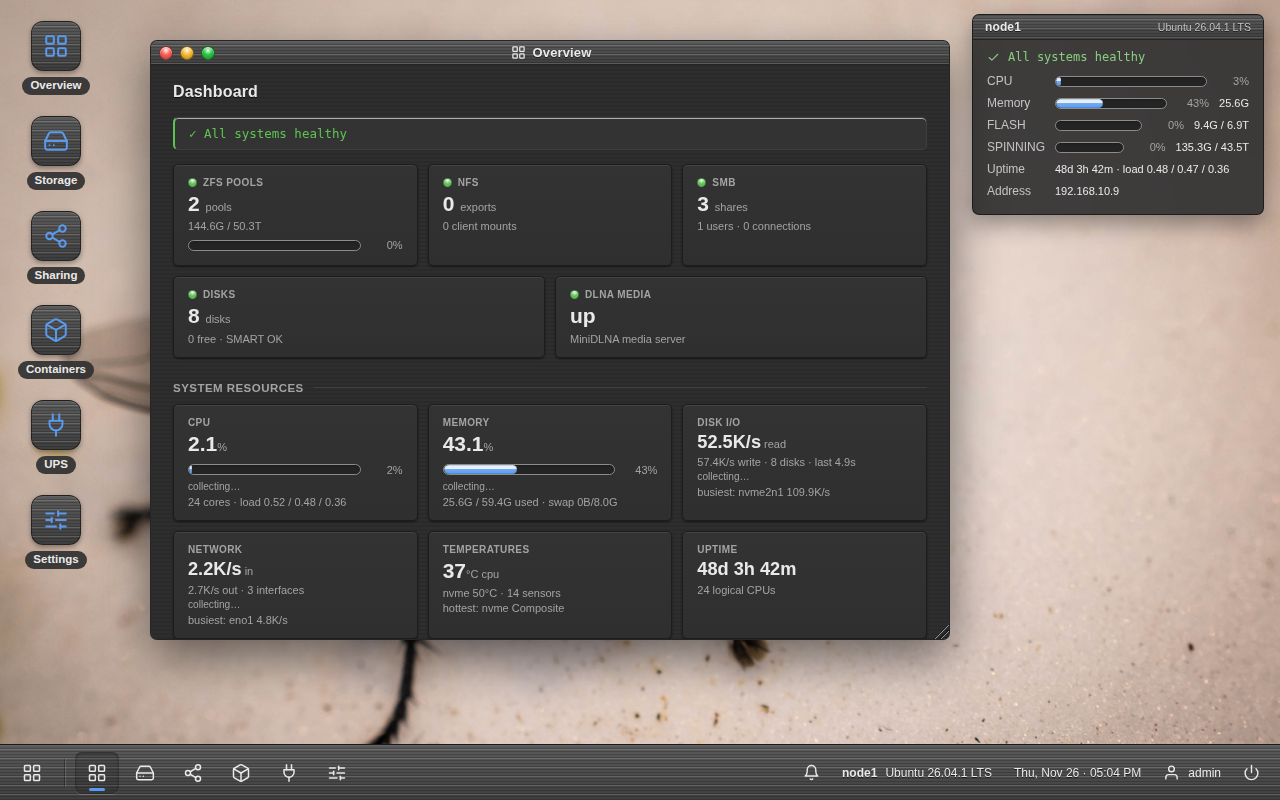 Overview
Storage
Sharing
Containers
UPS
Settings
Overview
Dashboard
✓ All systems healthy
ZFS POOLS
2 pools
144.6G / 50.3T
0%
NFS
0 exports
0 client mounts
SMB
3 shares
1 users · 0 connections
DISKS
8 disks
0 free · SMART OK
DLNA MEDIA
up
MiniDLNA media server
SYSTEM RESOURCES
CPU
2.1%
2%
collecting…
24 cores · load 0.52 / 0.48 / 0.36
MEMORY
43.1%
43%
collecting…
25.6G / 59.4G used · swap 0B/8.0G
DISK I/O
52.5K/s read
57.4K/s write · 8 disks · last 4.9s
collecting…
busiest: nvme2n1 109.9K/s
NETWORK
2.2K/s in
2.7K/s out · 3 interfaces
collecting…
busiest: eno1 4.8K/s
TEMPERATURES
37°C cpu
nvme 50°C · 14 sensors
hottest: nvme Composite
UPTIME
48d 3h 42m
24 logical CPUs
node1 Ubuntu 26.04.1 LTS
All systems healthy
CPU 3%
Memory 43% 25.6G
FLASH 0% 9.4G / 6.9T
SPINNING 0% 135.3G / 43.5T
Uptime 48d 3h 42m · load 0.48 / 0.47 / 0.36
Address 192.168.10.9
node1 Ubuntu 26.04.1 LTS Thu, Nov 26 · 05:04 PM admin